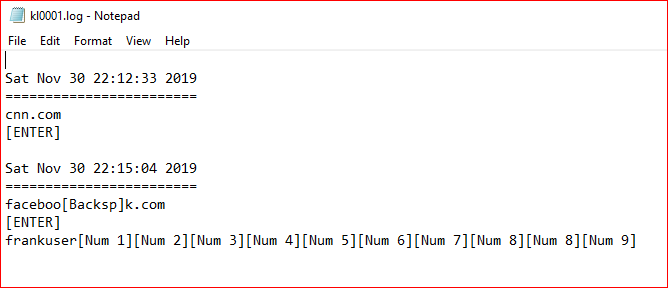 kl0001.log - Notepad
File Edit Format View Help
Sat Nov 30 22:12:33 2019
========================
cnn.com
[ENTER]
Sat Nov 30 22:15:04 2019
========================
faceboo[Backsp]k.com
[ENTER]
frankuser[Num 1][Num 2][Num 3][Num 4][Num 5][Num 6][Num 7][Num 8][Num 8][Num 9]